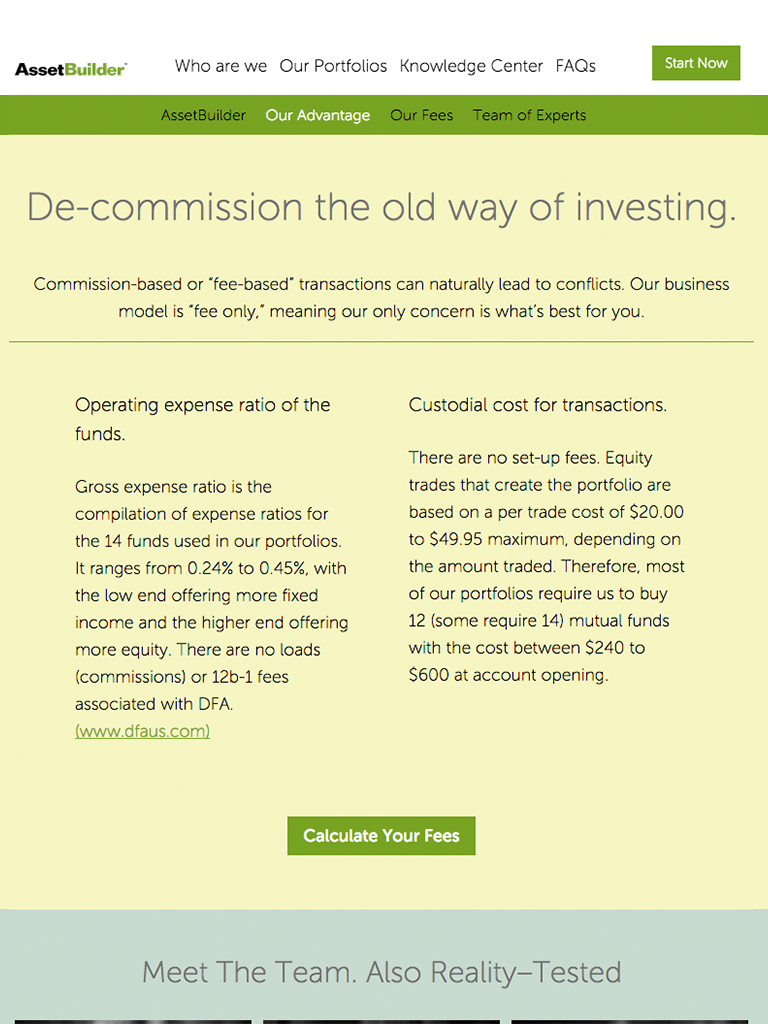 AssetBuilder
Who are we Our Portfolios Knowledge Center FAQs
Start Now
AssetBuilder Our Advantage Our Fees Team of Experts
De-commission the old way of investing.
Commission-based or “fee-based” transactions can naturally lead to conflicts. Our business
model is “fee only,” meaning our only concern is what’s best for you.
Operating expense ratio of the
funds.
Gross expense ratio is the
compilation of expense ratios for
the 14 funds used in our portfolios.
It ranges from 0.24% to 0.45%, with
the low end offering more fixed
income and the higher end offering
more equity. There are no loads
(commissions) or 12b-1 fees
associated with DFA.
(www.dfaus.com)
Custodial cost for transactions.
There are no set-up fees. Equity
trades that create the portfolio are
based on a per trade cost of $20.00
to $49.95 maximum, depending on
the amount traded. Therefore, most
of our portfolios require us to buy
12 (some require 14) mutual funds
with the cost between $240 to
$600 at account opening.
Calculate Your Fees
Meet The Team. Also Reality–Tested